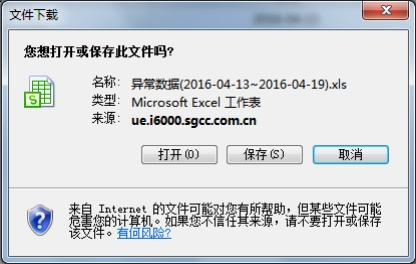 文件下载
您想打开或保存此文件吗?
名称: 异常数据(2016-04-13~2016-04-19).xls
类型: Microsoft Excel 工作表
来源: ue.i6000.sgcc.com.cn
打开(O) 保存(S) 取消
来自 Internet 的文件可能对您有所帮助，但某些文件可能
危害您的计算机。如果您不信任其来源，请不要打开或保存
该文件。有何风险?